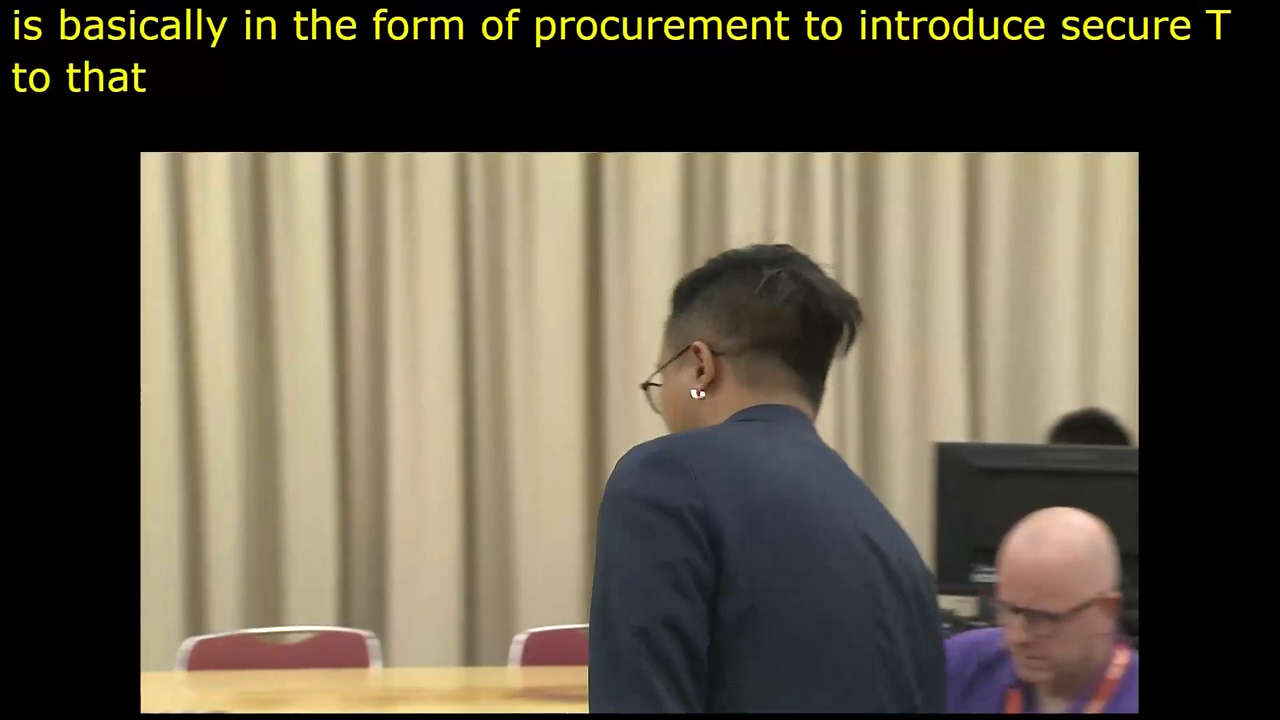 is basically in the form of procurement to introduce secure T
to that